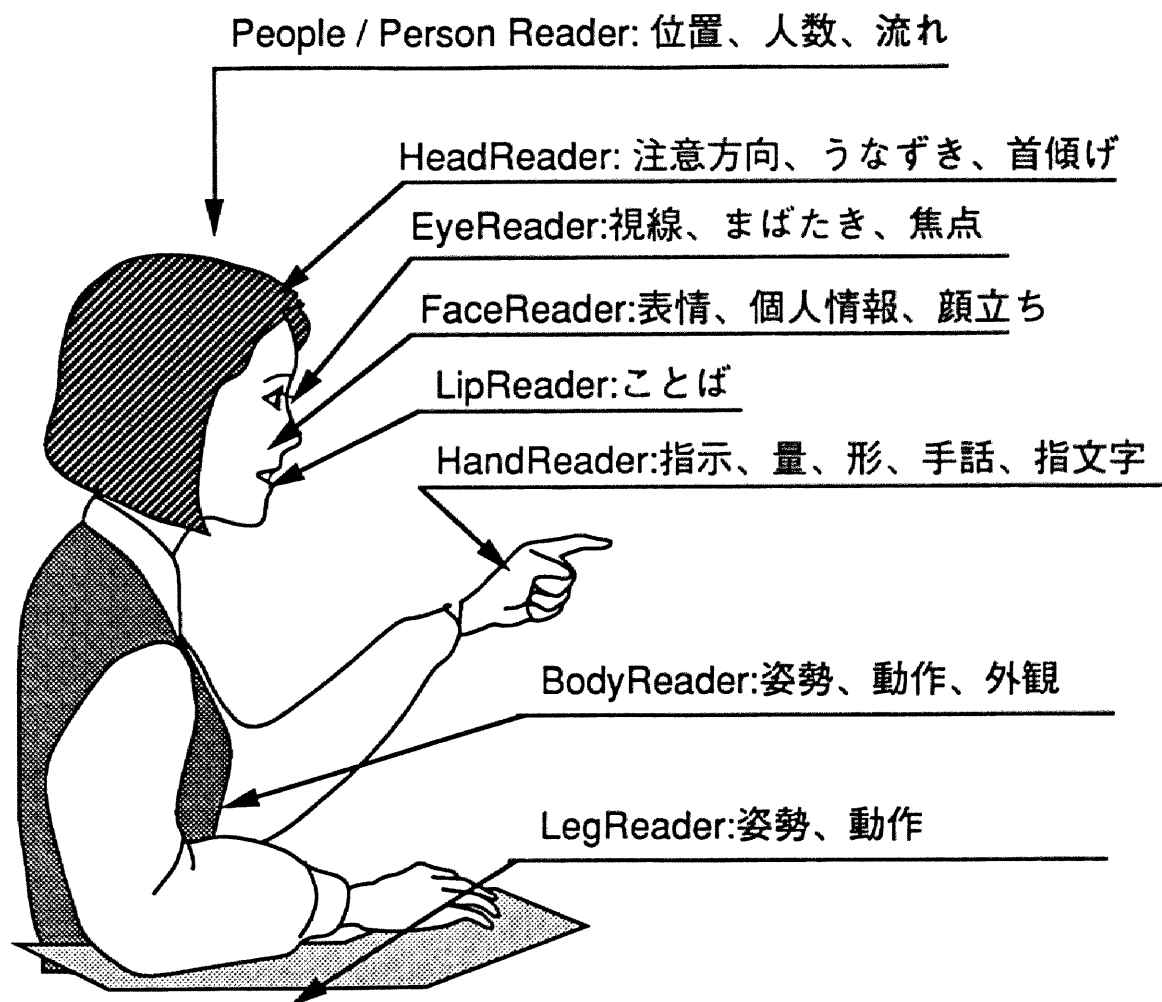 People / Person Reader: 位置、人数、流れ
HeadReader: 注意方向、うなずき、首傾げ
EyeReader:視線、まばたき、焦点
FaceReader:表情、個人情報、顔立ち
LipReader:ことば
HandReader:指示、量、形、手話、指文字
BodyReader:姿勢、動作、外観
LegReader:姿勢、動作